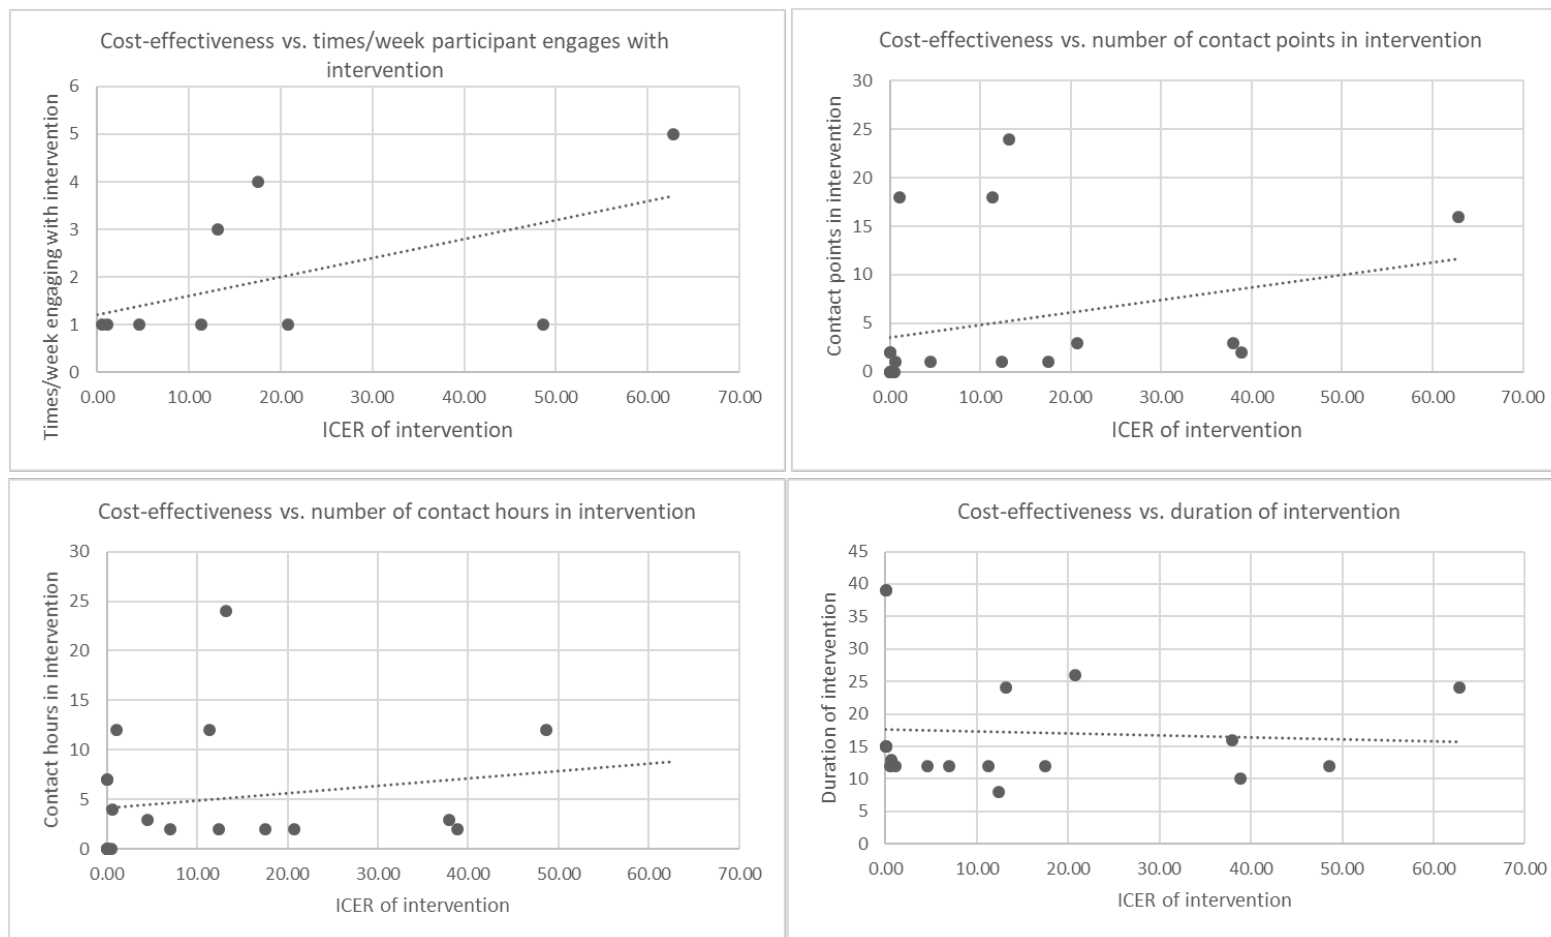 Cost-effectiveness vs. times/week participant engages with
intervention
Times/week engaging with intervention
6
5
4
3
2
1
0
0.00 10.00 20.00 30.00 40.00 50.00 60.00 70.00
ICER of intervention
Cost-effectiveness vs. number of contact points in intervention
Contact points in intervention
30
25
20
15
10
5
0
0.00 10.00 20.00 30.00 40.00 50.00 60.00 70.00
ICER of intervention
Cost-effectiveness vs. number of contact hours in intervention
Contact hours in intervention
30
25
20
15
10
5
0
0.00 10.00 20.00 30.00 40.00 50.00 60.00 70.00
ICER of intervention
Cost-effectiveness vs. duration of intervention
Duration of intervention
45
40
35
30
25
20
15
10
5
0
0.00 10.00 20.00 30.00 40.00 50.00 60.00 70.00
ICER of intervention